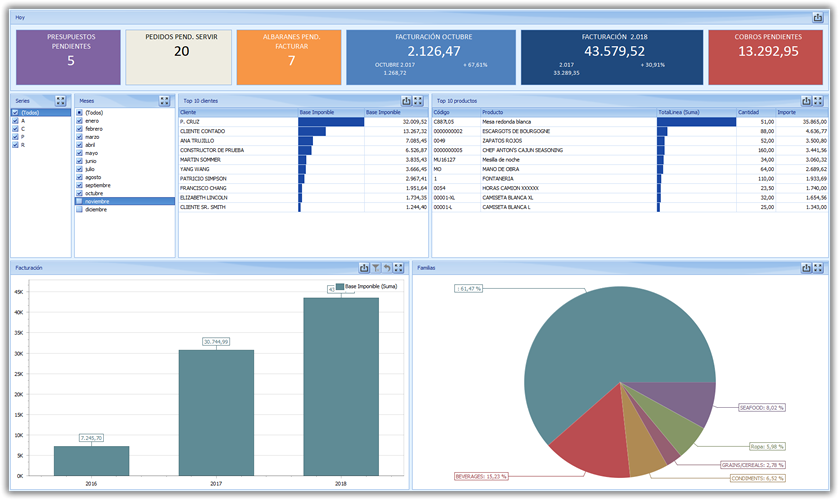 Hoy
PRESUPUESTOS PENDIENTES
5
PEDIDOS PEND. SERVIR
20
ALBARANES PEND. FACTURAR
7
FACTURACIÓN OCTUBRE
2.126,47
OCTUBRE 2.017 + 67,61%
1.268,72
FACTURACIÓN 2.018
43.579,52
2.017 + 30,91%
33.289,35
COBROS PENDIENTES
13.292,95
Series
(Todos)
A
C
P
R
Meses
(Todos)
enero
febrero
marzo
abril
mayo
junio
julio
agosto
septiembre
octubre
noviembre
diciembre
Top 10 clientes
Cliente Base Imponible Base Imponible
P. CRUZ 32.009,52
CLIENTE CONTADO 13.267,32
ANA TRUJILLO 7.085,45
CONSTRUCTOR DE PRUEBA 6.526,87
MARTIN SOMMER 3.835,43
YANG WANG 3.666,45
PATRICIO SIMPSON 2.967,41
FRANCISCO CHANG 1.951,64
ELIZABETH LINCOLN 1.734,35
CLIENTE SR. SMITH 1.244,40
Top 10 productos
Código Producto TotalLinea (Suma) Cantidad Importe
C887L05 Mesa redonda blanca 51,00 35.865,00
0000000002 ESCARGOTS DE BOURGOGNE 88,00 4.636,77
0049 ZAPATOS ROJOS 52,00 3.500,80
0000000005 CHEF ANTON'S CAJUN SEASONING 160,00 3.441,56
MU16127 Mesilla de noche 34,00 3.060,32
MO MANO DE OBRA 64,00 2.689,62
1 FONTANERIA 110,00 1.933,69
0054 HORAS CAMION XXXXXX 23,50 1.740,00
00001-XL CAMISETA BLANCA XL 32,00 1.654,56
00001-L CAMISETA BLANCA L 25,00 1.343,00
Facturación
Base Imponible (Suma)
45K
40K
35K
30K
25K
20K
15K
10K
5K
0K
7.245,70
30.744,99
2016
2017
2018
Familias
: 61,47 %
SEAFOOD: 8,02 %
Ropa: 5,98 %
GRAINS/CEREALS: 2,78 %
CONDIMENTS: 6,52 %
BEVERAGES: 15,23 %